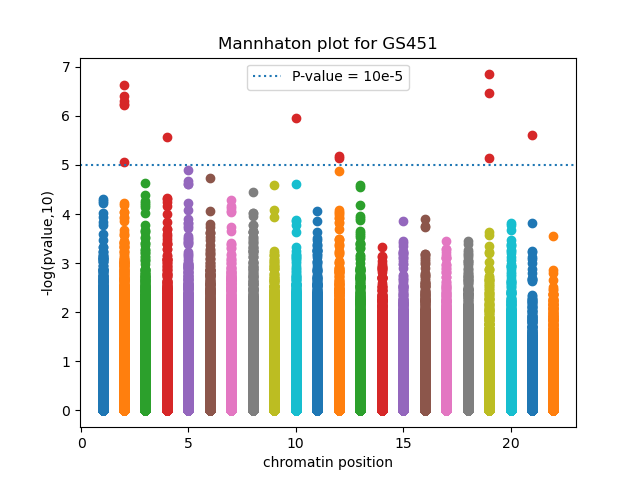 Mannhaton plot for GS451
P-value = 10e-5
7
6
5
4
3
2
1
0
-log(pvalue,10)
0 5 10 15 20
chromatin position